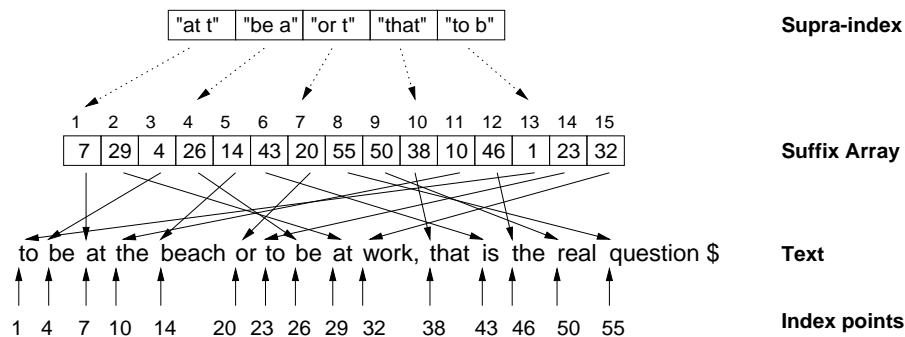 "at t" "be a" "or t" "that" "to b" Supra-index
1 2 3 4 5 6 7 8 9 10 11 12 13 14 15
7 29 4 26 14 43 20 55 50 38 10 46 1 23 32 Suffix Array
to be at the beach or to be at work, that is the real question $ Text
1 4 7 10 14 20 23 26 29 32 38 43 46 50 55 Index points